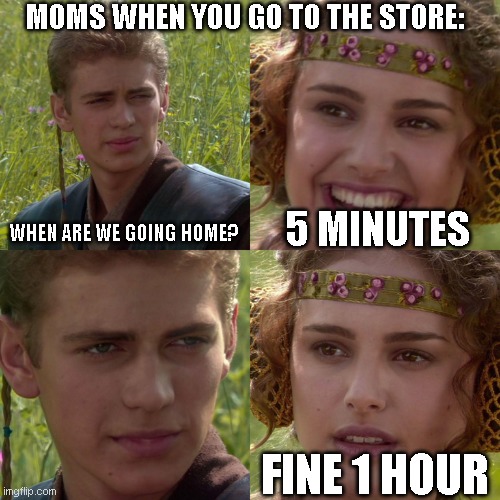 MOMS WHEN YOU GO TO THE STORE:
WHEN ARE WE GOING HOME?
5 MINUTES
FINE 1 HOUR
imgflip.com